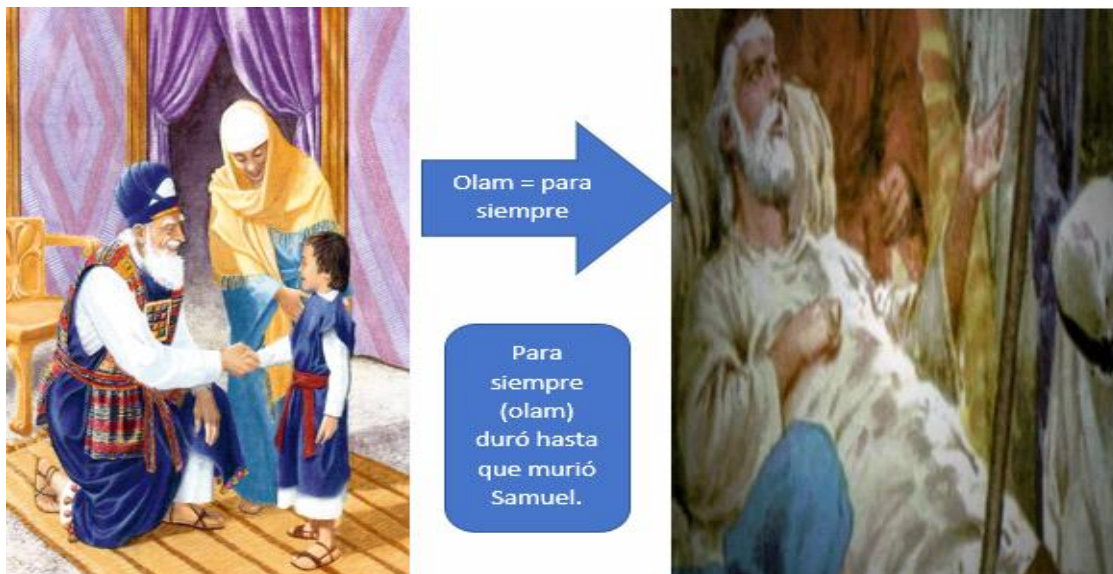 Olam = para
siempre
Para
siempre
(olam)
duró hasta
que murió
Samuel.